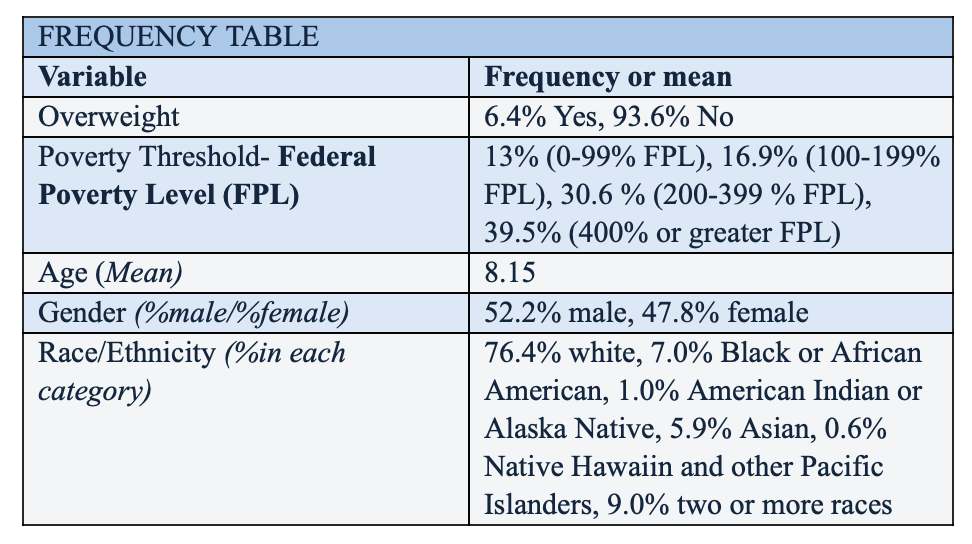 FREQUENCY TABLE
Variable
Frequency or mean
Overweight
6.4% Yes, 93.6% No
Poverty Threshold- Federal
Poverty Level (FPL)
13% (0-99% FPL), 16.9% (100-199%
FPL), 30.6 % (200-399 % FPL),
39.5% (400% or greater FPL)
Age (Mean)
8.15
Gender (%male/%female)
52.2% male, 47.8% female
Race/Ethnicity (%in each
category)
76.4% white, 7.0% Black or African
American, 1.0% American Indian or
Alaska Native, 5.9% Asian, 0.6%
Native Hawaiin and other Pacific
Islanders, 9.0% two or more races